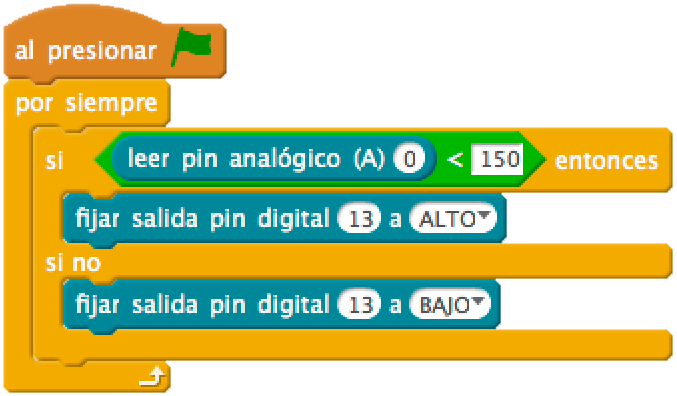 al presionar
por siempre
si leer pin analógico (A) 0 < 150 entonces
fijar salida pin digital 13 a ALTO
si no
fijar salida pin digital 13 a BAJO